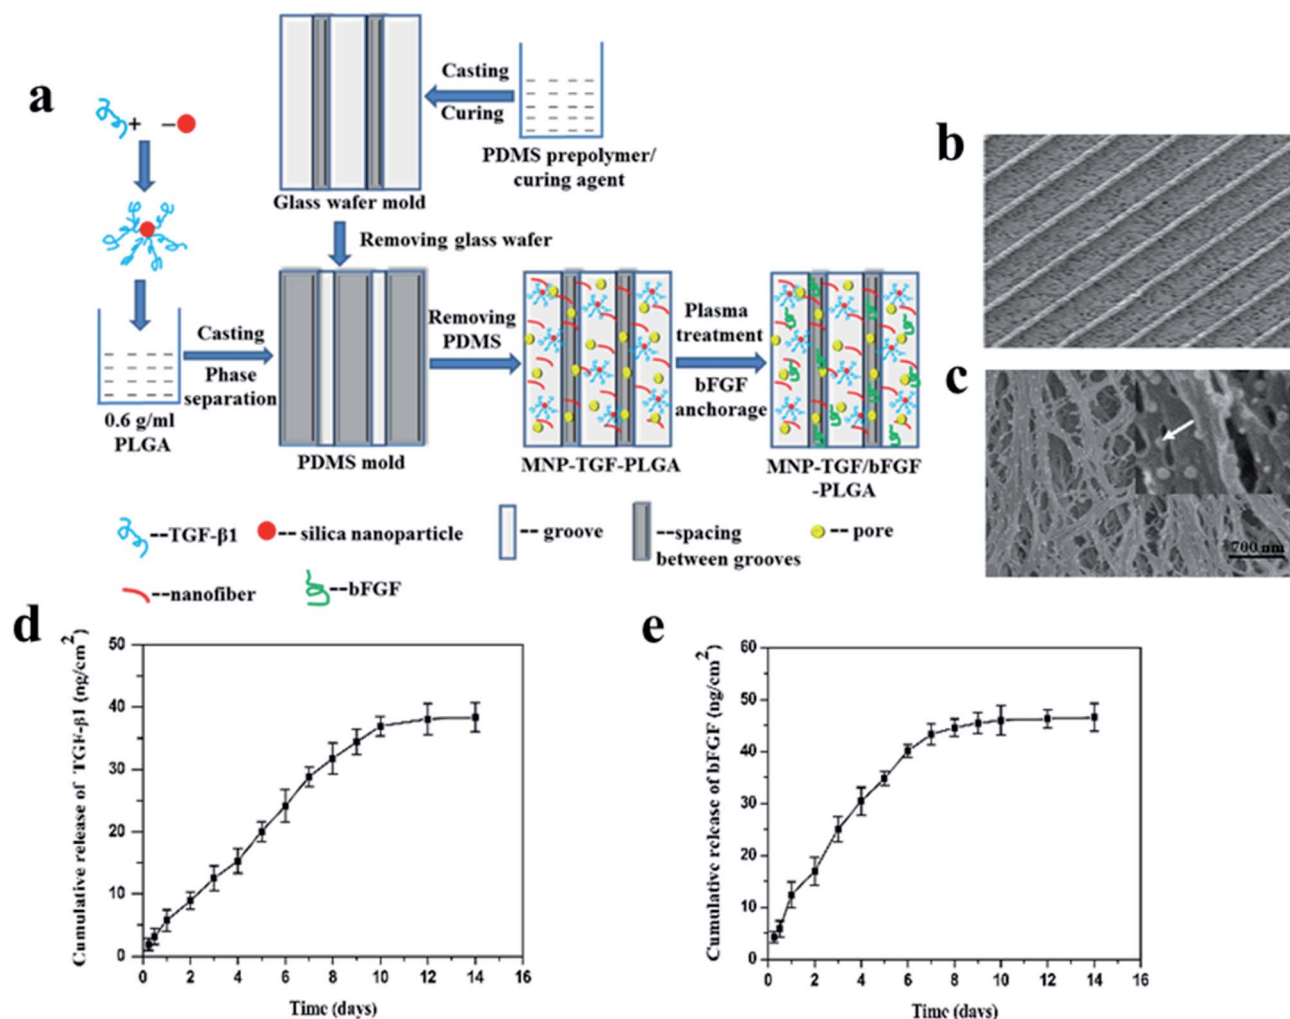 a
Casting
Curing
PDMS prepolymer/
curing agent
+
Glass wafer mold
Removing glass wafer
Casting
Phase
separation
0.6 g/ml
PLGA
PDMS mold
Removing
PDMS
MNP-TGF-PLGA
Plasma
treatment
bFGF
anchorage
MNP-TGF/bFGF
-PLGA
--TGF-β1
-- silica nanoparticle
-- groove
--spacing
between grooves
-- pore
--nanofiber
--bFGF
b
c
700 nm
d
Cumulative release of TGF-β1 (ng/cm²)
50
40
30
20
10
0
0 2 4 6 8 10 12 14 16
Time (days)
e
Cumulative release of bFGF (ng/cm²)
60
50
40
30
20
10
0
0 2 4 6 8 10 12 14 16
Time (days)